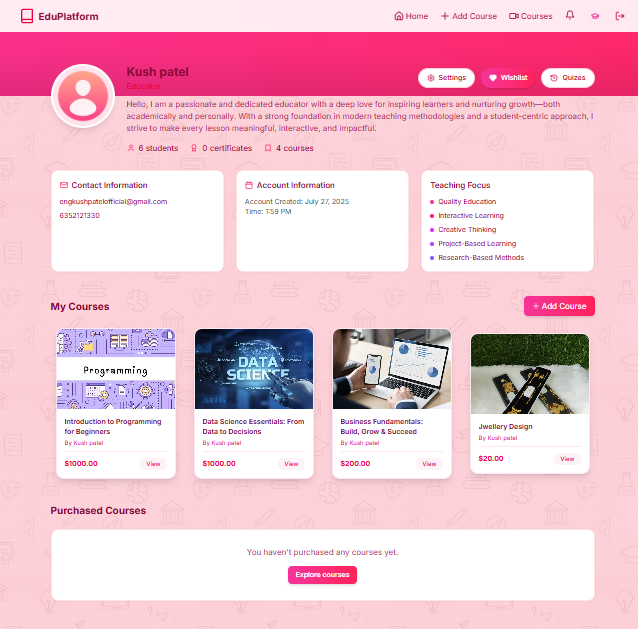 EduPlatform
Home
Add Course
Courses
Kush patel
Educator
Settings
Wishlist
Quizes
Hello, I am a passionate and dedicated educator with a deep love for inspiring learners and nurturing growth—both
academically and personally. With a strong foundation in modern teaching methodologies and a student-centric approach, I
strive to make every lesson meaningful, interactive, and impactful.
6 students
0 certificates
4 courses
Contact Information
engkushpatelofficial@gmail.com
6352121330
Account Information
Account Created: July 27, 2025
Time: 1:59 PM
Teaching Focus
Quality Education
Interactive Learning
Creative Thinking
Project-Based Learning
Research-Based Methods
My Courses
+ Add Course
Programming
Introduction to Programming
for Beginners
By Kush patel
$1000.00
View
DATA
SCIENCE
Data Science Essentials: From
Data to Decisions
By Kush patel
$1000.00
View
Business Fundamentals:
Build, Grow & Succeed
By Kush patel
$200.00
View
Jwellery Design
By Kush patel
$20.00
View
Purchased Courses
You haven't purchased any courses yet.
Explore courses